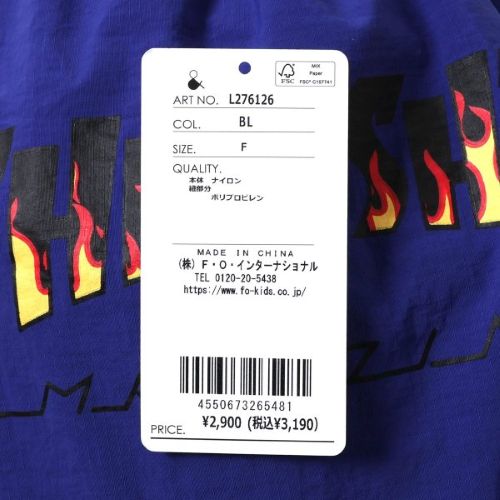 &
FSC
MIX
Paper
FSC® C187741
ART NO. L276126
COL. BL
SIZE. F
QUALITY.
本体 ナイロン
紐部分
ポリプロピレン
MADE IN CHINA
(株) F・O・インターナショナル
TEL 0120-20-5438
https://www.fo-kids.co.jp/
4550673265481
PRICE. ¥2,900 (税込¥3,190)